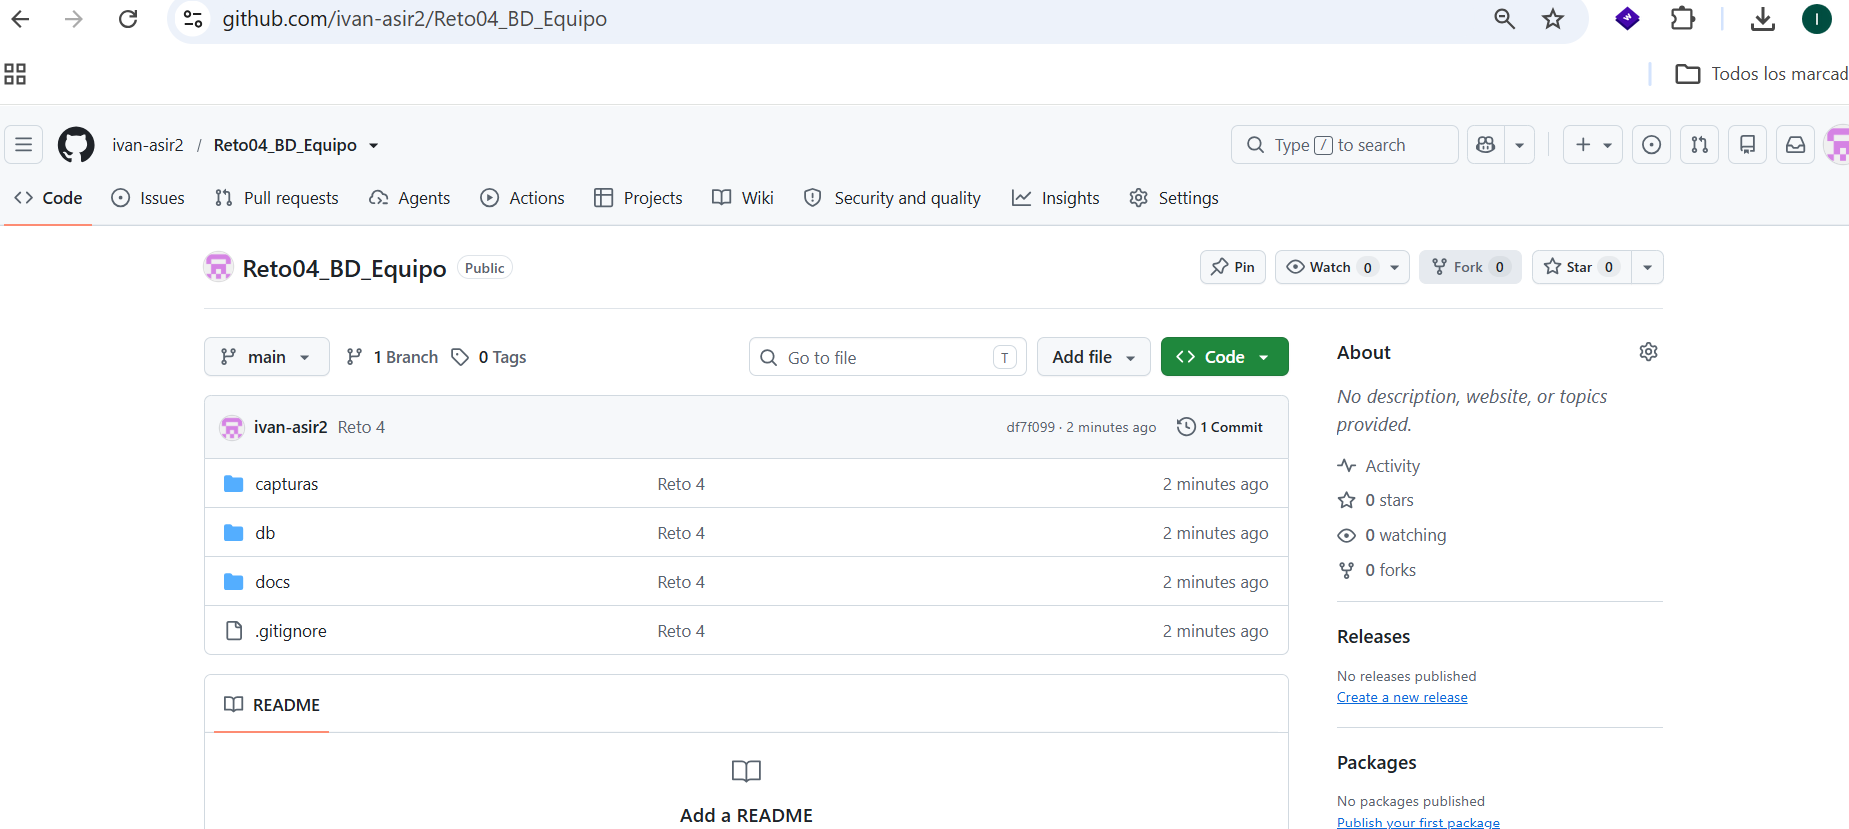 github.com/ivan-asir2/Reto04_BD_Equipo
I
Todos los marcad
ivan-asir2 / Reto04_BD_Equipo
Type / to search
Code Issues Pull requests Agents Actions Projects Wiki Security and quality Insights Settings
Reto04_BD_Equipo Public
Pin Watch 0 Fork 0 Star 0
main 1 Branch 0 Tags Go to file T Add file Code
ivan-asir2 Reto 4 df7f099 · 2 minutes ago 1 Commit
capturas Reto 4 2 minutes ago
db Reto 4 2 minutes ago
docs Reto 4 2 minutes ago
.gitignore Reto 4 2 minutes ago
README
Add a README
About
No description, website, or topics
provided.
Activity
0 stars
0 watching
0 forks
Releases
No releases published
Create a new release
Packages
No packages published
Publish your first package